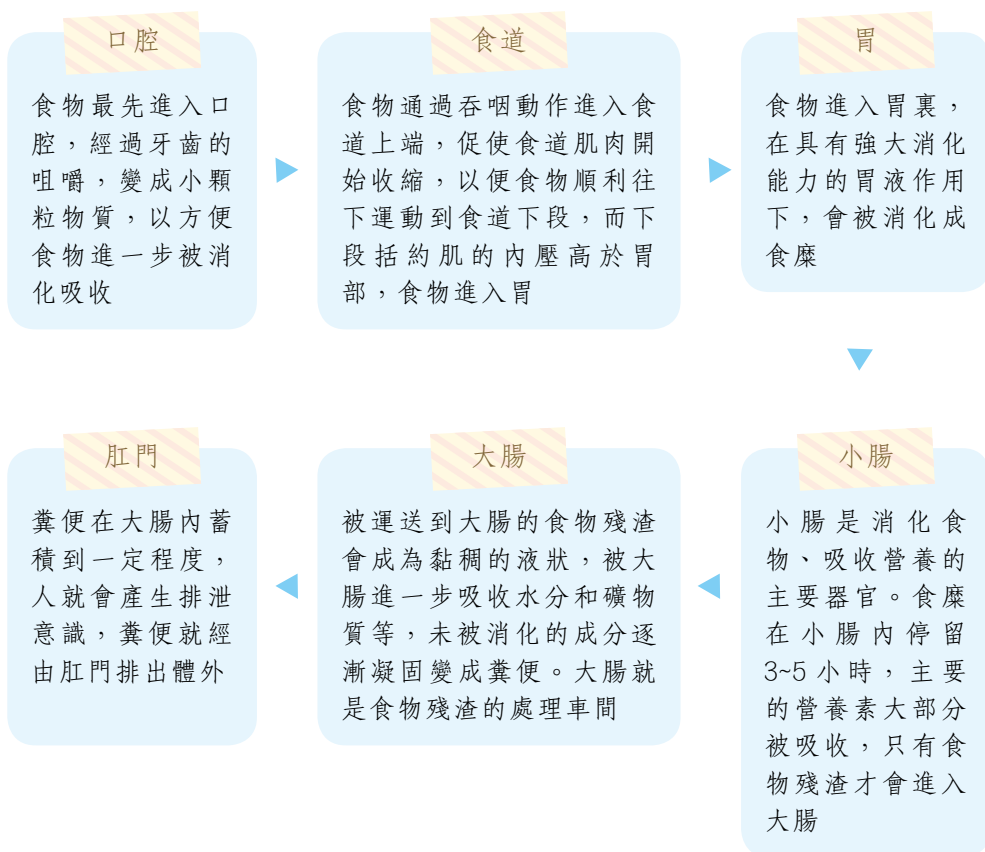 口腔
食物最先進入口
腔，經過牙齒的
咀嚼，變成小顆
粒物質，以方便
食物進一步被消
化吸收
食道
食物通過吞咽動作進入食
道上端，促使食道肌肉開
始收縮，以便食物順利往
下運動到食道下段，而下
段括約肌的內壓高於胃
部，食物進入胃
胃
食物進入胃裏，
在具有強大消化
能力的胃液作用
下，會被消化成
食糜
小腸
小腸是消化食
物、吸收營養的
主要器官。食糜
在小腸內停留
3~5 小時，主要
的營養素大部分
被吸收，只有食
物殘渣才會進入
大腸
大腸
被運送到大腸的食物殘渣
會成為黏稠的液狀，被大
腸進一步吸收水分和礦物
質等，未被消化的成分逐
漸凝固變成糞便。大腸就
是食物殘渣的處理車間
肛門
糞便在大腸內蓄
積到一定程度，
人就會產生排泄
意識，糞便就經
由肛門排出體外